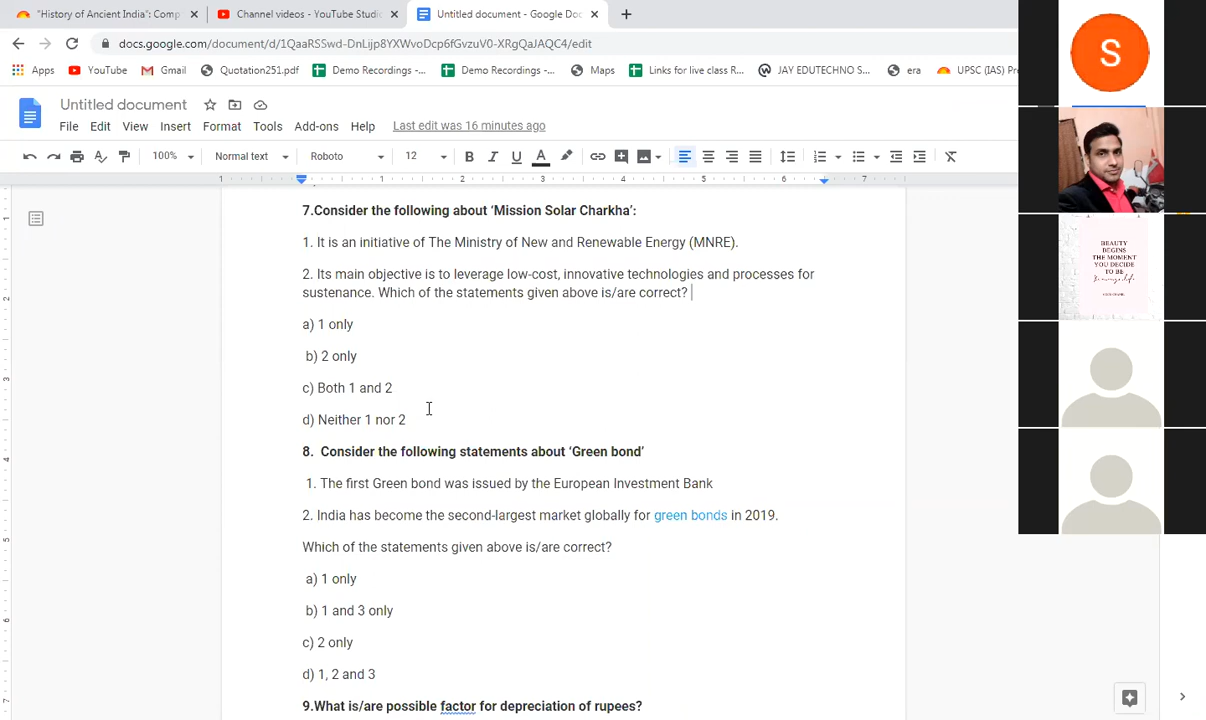 "History of Ancient India": Comp
Channel videos - YouTube Studi
Untitled document - Google Doc
docs.google.com/document/d/1QaaRSSwd-DnLijp8YXWvoDcp6fGvzuV0-XRgQaJAQC4/edit
Apps YouTube Gmail Quotation251.pdf Demo Recordings -... Demo Recordings -... Maps Links for live class R... JAY EDUTECHNO S... era UPSC (IAS) Pr
S
Untitled document
File Edit View Insert Format Tools Add-ons Help Last edit was 16 minutes ago
100% Normal text Roboto 12 B I U A
1 1 2 3 4 5 6 7
7.Consider the following about ‘Mission Solar Charkha’:
1. It is an initiative of The Ministry of New and Renewable Energy (MNRE).
2. Its main objective is to leverage low-cost, innovative technologies and processes for
sustenance. Which of the statements given above is/are correct?
a) 1 only
b) 2 only
c) Both 1 and 2
d) Neither 1 nor 2
8. Consider the following statements about ‘Green bond’
1. The first Green bond was issued by the European Investment Bank
2. India has become the second-largest market globally for green bonds in 2019.
Which of the statements given above is/are correct?
a) 1 only
b) 1 and 3 only
c) 2 only
d) 1, 2 and 3
9.What is/are possible factor for depreciation of rupees?
BEAUTY
BEGINS
THE MOMENT
YOU DECIDE
TO BE